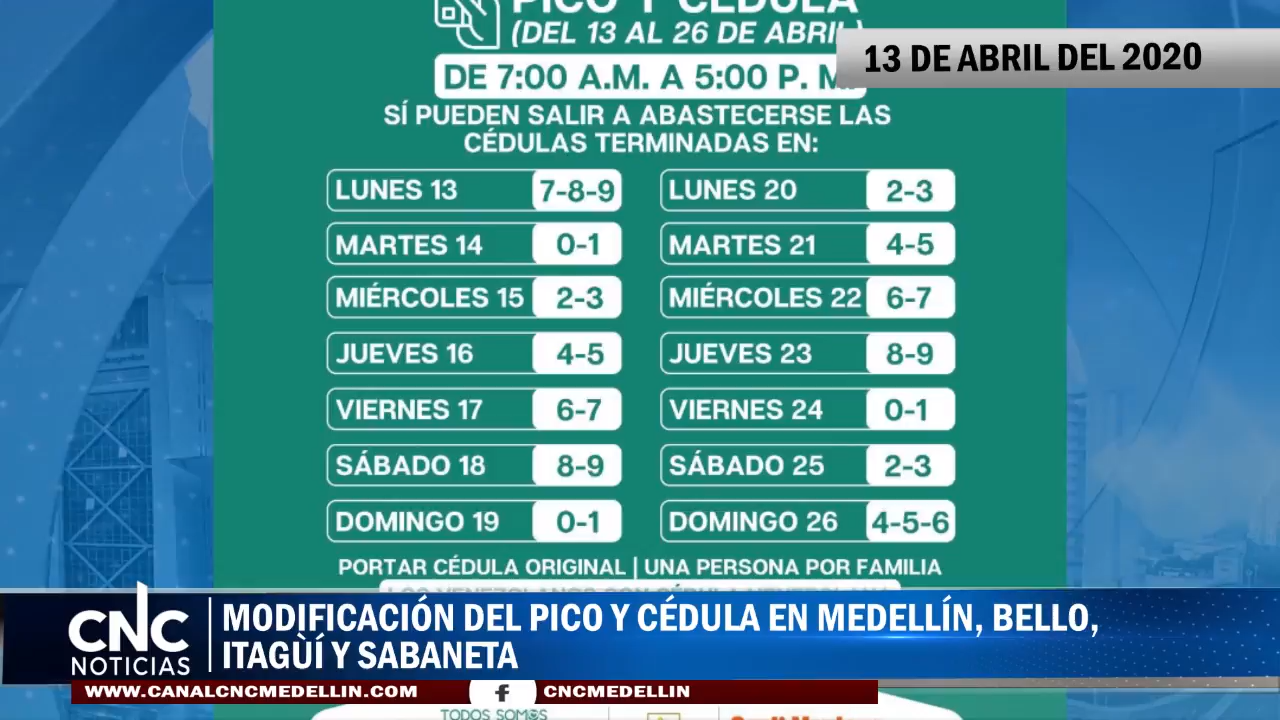 PICO Y CÉDULA
(DEL 13 AL 26 DE ABRIL)
13 DE ABRIL DEL 2020
DE 7:00 A.M. A 5:00 P. M.
SÍ PUEDEN SALIR A ABASTECERSE LAS
CÉDULAS TERMINADAS EN:
LUNES 13 7-8-9
MARTES 14 0-1
MIÉRCOLES 15 2-3
JUEVES 16 4-5
VIERNES 17 6-7
SÁBADO 18 8-9
DOMINGO 19 0-1
LUNES 20 2-3
MARTES 21 4-5
MIÉRCOLES 22 6-7
JUEVES 23 8-9
VIERNES 24 0-1
SÁBADO 25 2-3
DOMINGO 26 4-5-6
PORTAR CÉDULA ORIGINAL | UNA PERSONA POR FAMILIA
CNC NOTICIAS
MODIFICACIÓN DEL PICO Y CÉDULA EN MEDELLÍN, BELLO,
ITAGÙÍ Y SABANETA
WWW.CANALCNCMEDELLIN.COM
f CNCMEDELLIN
TODOS SOMOS